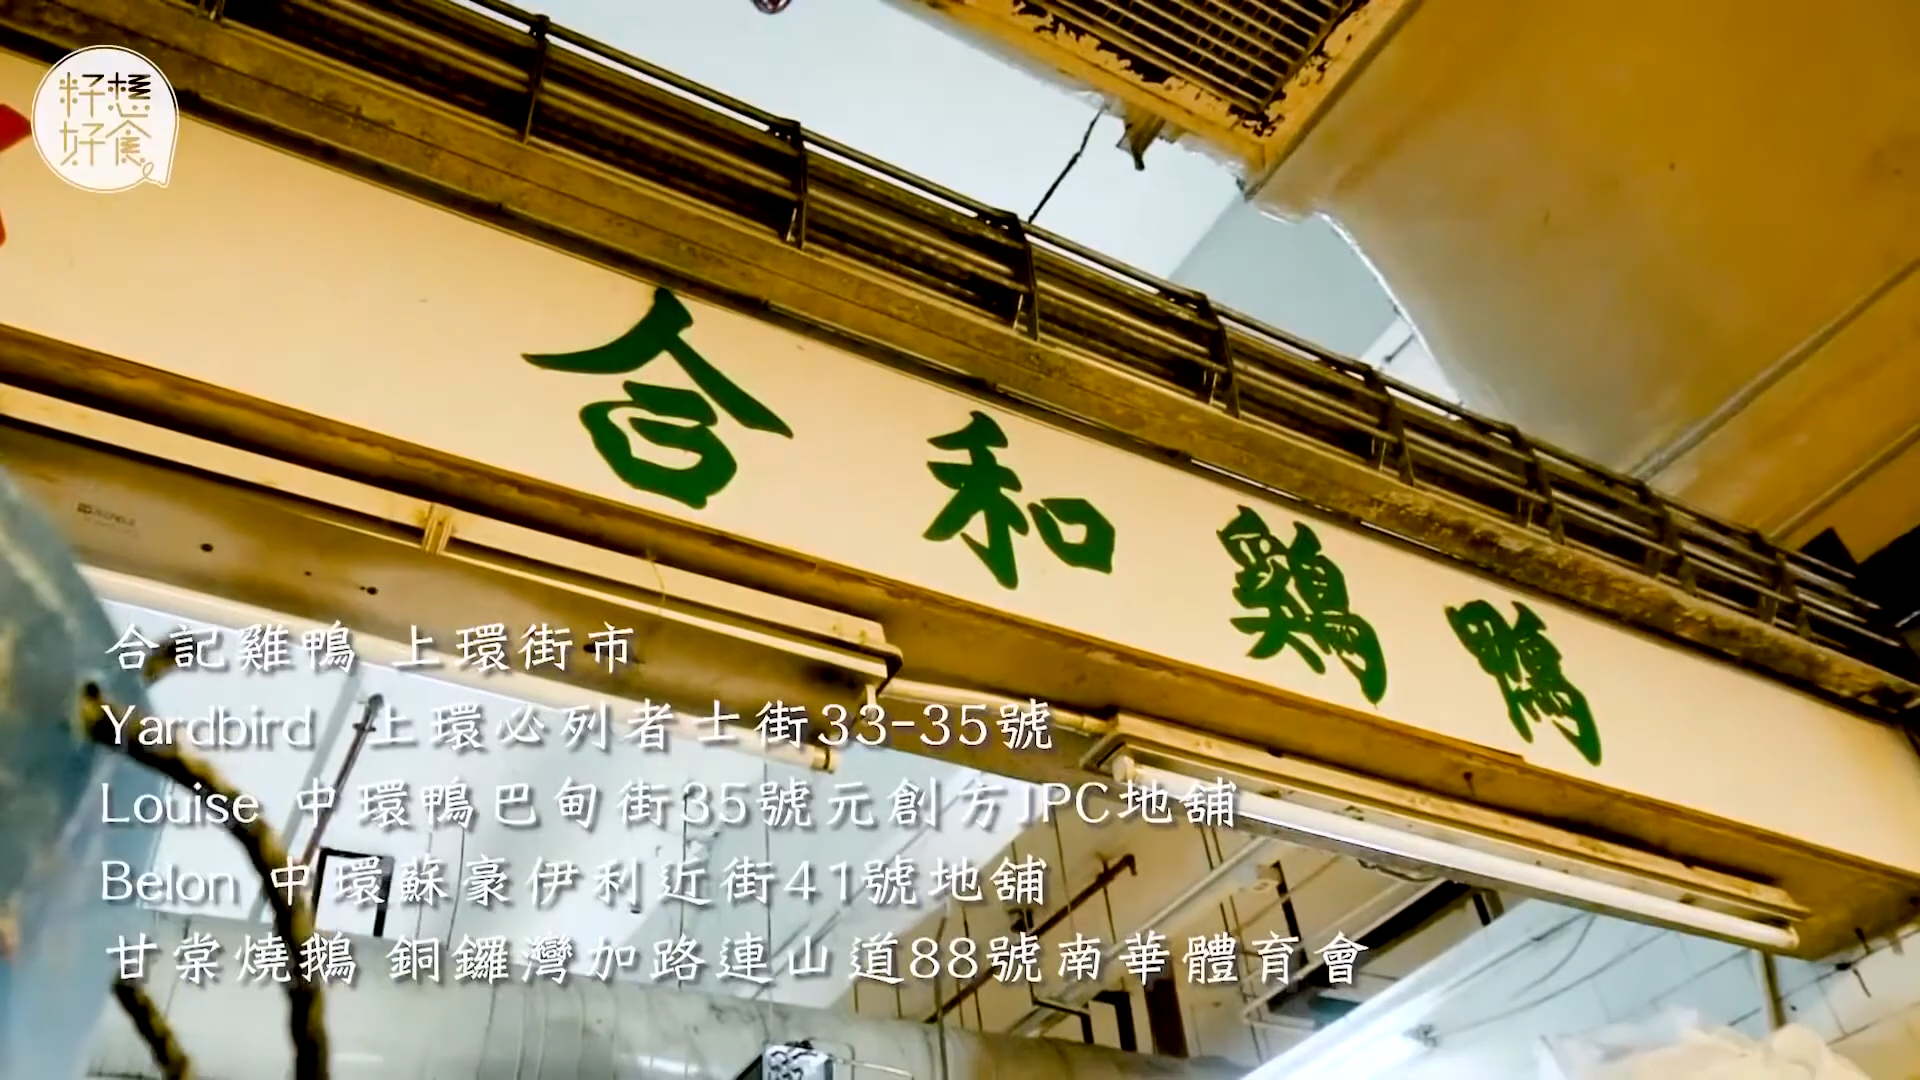 籽想
好食
合和鷄鴨
合記雞鴨 上環街市
Yardbird 上環必列者士街33-35號
Louise 中環鴨巴甸街35號元創方JPC地舖
Belon 中環蘇豪伊利近街41號地舖
甘棠燒鵝 銅鑼灣加路連山道88號南華體育會